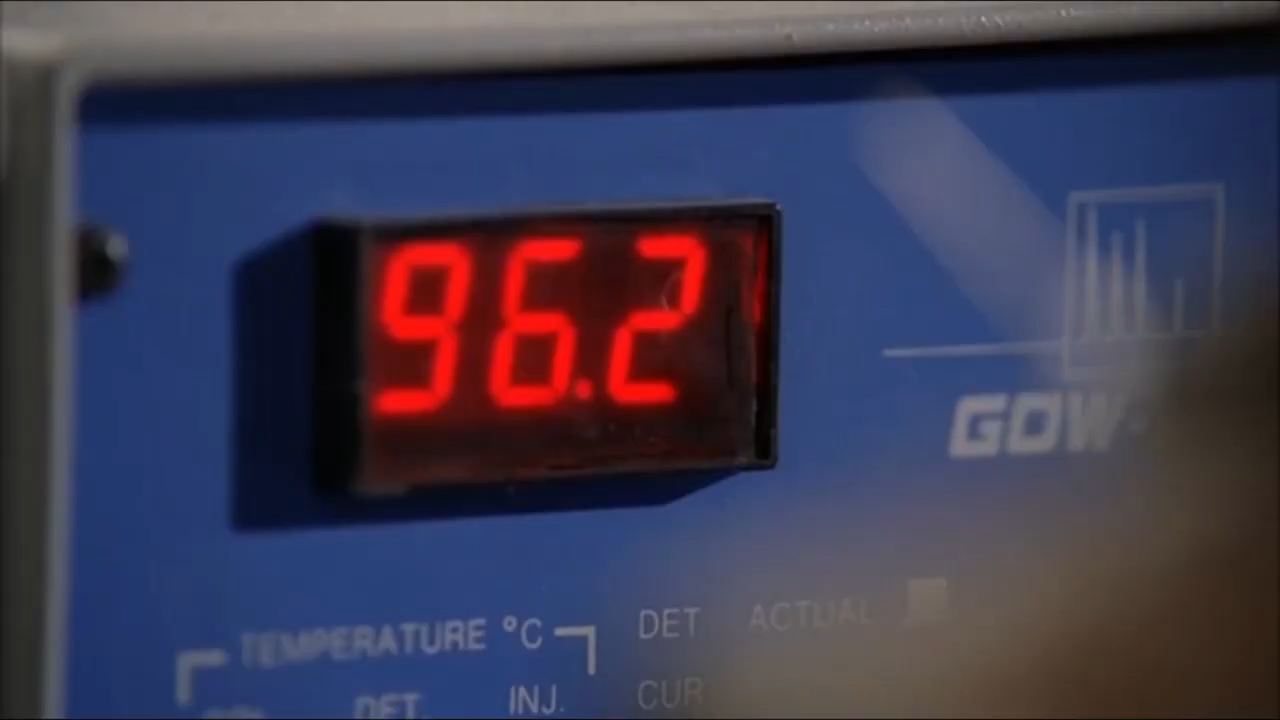 96.2
GOW-
TEMPERATURE °C
DET ACTUAL
DET. INJ.
CUR